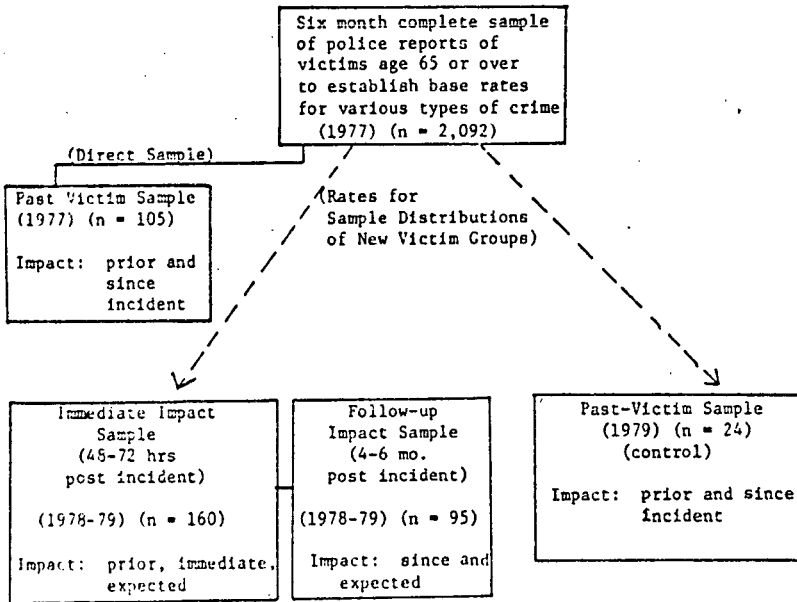 Six month complete sample
of police reports of
victims age 65 or over
to establish base rates
for various types of crime
(1977) (n = 2,092)
(Direct Sample)
Past Victim Sample
(1977) (n = 105)
Impact: prior and
since
incident
(Rates for
Sample Distributions
of New Victim Groups)
Immediate Impact
Sample
(48-72 hrs
post incident)
(1978-79) (n = 160)
Impact: prior, immediate,
expected
Follow-up
Impact Sample
(4-6 mo.
post incident)
(1978-79) (n = 95)
Impact: since and
expected
Past-Victim Sample
(1979) (n = 24)
(control)
Impact: prior and since
incident